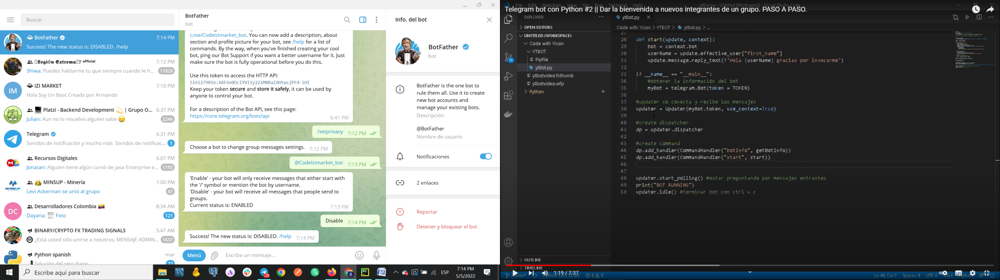 Buscar
BotFather
7:14 PM
Success! The new status is: DISABLED. /help
7:12 PM
Shiwa: Puedes hablarme tu que siempre cuando le h...
11828
IM
IZI MARKET
7:10 PM
Hola Soy Un Boot Creado por Armando
Platzi - Backend Development | Grupo O...
6:37 PM
Julian: Aun no lo resuelvo alguien sabe
2246
Telegram
6:31 PM
Sonidos de notificación y mucho más Sonidos de notificac...
1
Recursos Digitales
6:07 PM
Jonatan: Alguien tiene algún cursó de java Enterprise e...
1192
MINSUP - Minería
1:00 PM
Levi Ackerman se unió al grupo
47
DC
Desarrolladores Colombia
8:34 AM
Dayana: Foto
121
BINARY/CRYPTO FX TRADING SIGNALS
5:47 AM
¿Está usted sólo unirse a nosotros, MENSAJE ADMIN...
1637
Python spanish
mar
Solución del reto diario
72
BotFather
bot
t.me/CodeIzimarket_bot. You can now add a description, about
section and profile picture for your bot, see /help for a list of
commands. By the way, when you've finished creating your cool
bot, ping our Bot Support if you want a better username for it. Just
make sure the bot is fully operational before you do this.
Use this token to access the HTTP API:
5161279016:AAF6n0OcIYVI1y22iM0BaZdHtwsjPF4-iHI
Keep your token secure and store it safely, it can be used by
anyone to control your bot.
For a description of the Bot API, see this page:
https://core.telegram.org/bots/api
6:41 PM
/setprivacy 7:12 PM
Choose a bot to change group messages settings. 7:12 PM
@CodeIzimarket_bot 7:13 PM
'Enable' - your bot will only receive messages that either start with
the '/' symbol or mention the bot by username.
'Disable' - your bot will receive all messages that people send to
groups.
Current status is: ENABLED
7:13 PM
Disable 7:14 PM
Success! The new status is: DISABLED. /help 7:14 PM
Menú
Escribe un mensaje...
Info. del bot
BotFather
bot
BotFather is the one bot to
rule them all. Use it to create
new bot accounts and
manage your existing bots.
Descripción
@BotFather
Nombre de usuario
Notificaciones
2 enlaces
Reportar
Detener y bloquear el bot
Escribe aquí para buscar
ESP
7:14 PM
5/5/2022
File Edit Selection View Go Run Terminal Help
ytBot.py - Untitled (Workspace) - Visual Studio Code
Telegram bot con Python #2 || Dar la bienvenida a nuevos integrantes de un grupo. PASO A PASO.
EXPLORER
OPEN EDITORS
UNTITLED (WORKSPACE)
Code with Yison
YTBOT
Pipfile
ytBot.py
ytbotvideo.fsthumb
ytbotvideo.wfp
Python
35
OUTLINE
TIMELINE
ytBot.py
Code with Yison > YTBOT > ytBot.py > ...
27
28 def start(update, context):
29 bot = context.bot
30 userName = update.effective_user["first_name"]
31 update.message.reply_text(f'Hola {userName} gracias por invocarme')
32
33 if __name__ == "__main__":
34 #obtener la información del bot
35 myBot = telegram.Bot(token = TOKEN)
36
37 #updater se conecta y recibe los mensajes
38 updater = Updater(myBot.token, use_context=True)
39
40 #create dispatcher
41 dp = updater.dispatcher
42
43 #create command
44 dp.add_handler(CommandHandler("botInfo", getBotInfo))
45 dp.add_handler(CommandHandler("start", start))
46
47
48 updater.start_polling() #estar preguntando por mensajes entrantes
49 print("BOT RUNNING")
50 updater.idle() #terminar bot con ctrl + c
1:19 / 7:37
master*
Ln 46, Col 1 Spaces: 4 UTF-8 CRLF